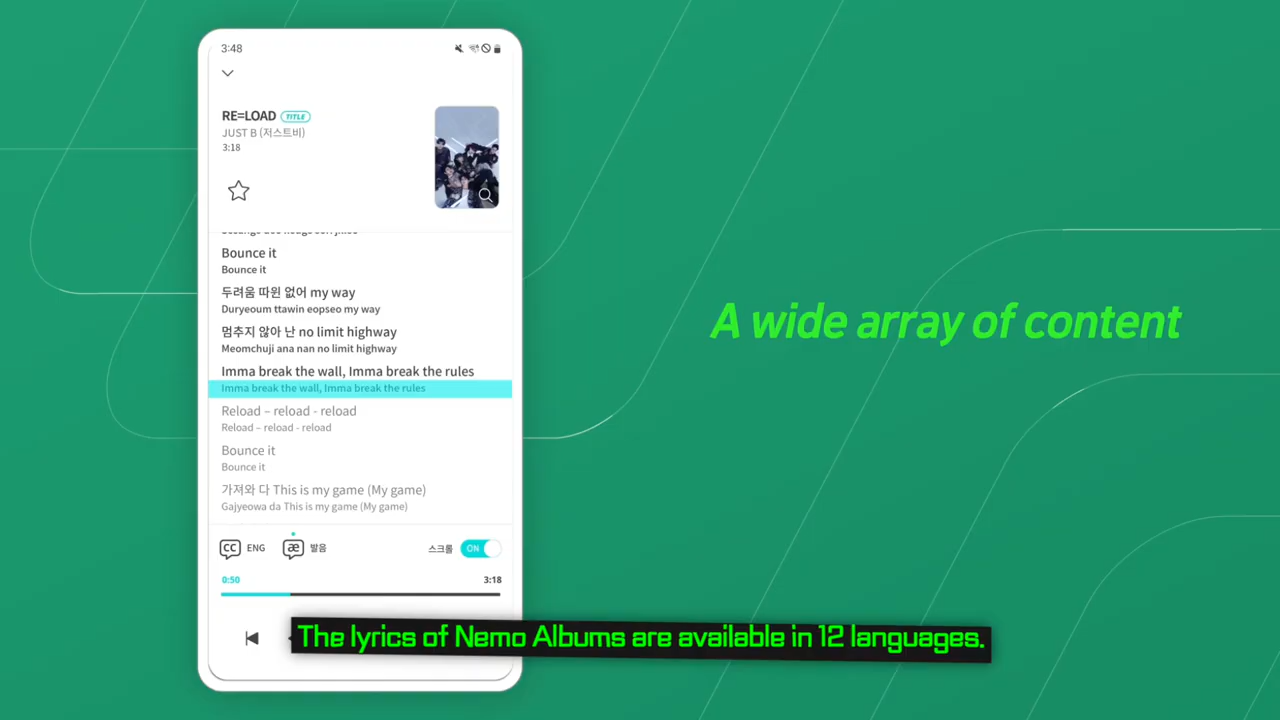 3:48
RE=LOAD TITLE
JUST B (저스트비)
3:18
Bounce it
Bounce it
두려움 따윈 없어 my way
Duryeoum ttawin eopseo my way
멈추지 않아 난 no limit highway
Meomchuji ana nan no limit highway
Imma break the wall, Imma break the rules
Imma break the wall, Imma break the rules
Reload – reload - reload
Reload – reload - reload
Bounce it
Bounce it
가져와 다 This is my game (My game)
Gajyeowa da This is my game (My game)
CC ENG æ 발음 스크롤 ON
0:50 3:18
A wide array of content
The lyrics of Nemo Albums are available in 12 languages.